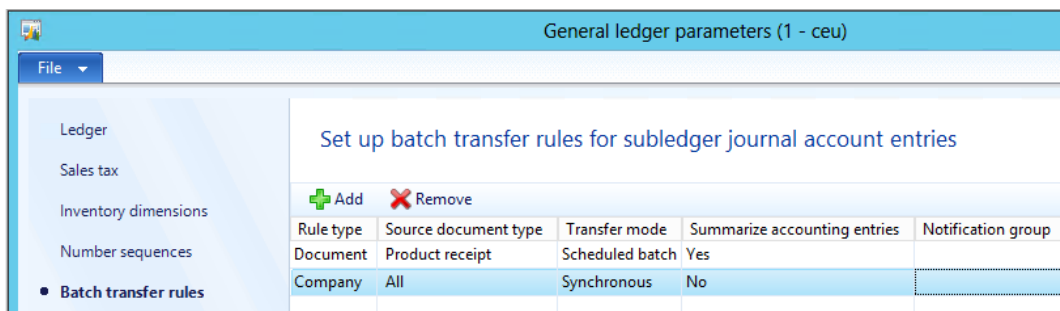 General ledger parameters (1 - ceu)
File
Ledger
Sales tax
Inventory dimensions
Number sequences
Batch transfer rules
Set up batch transfer rules for subledger journal account entries
Add Remove
Rule type Source document type Transfer mode Summarize accounting entries Notification group
Document Product receipt Scheduled batch Yes
Company All Synchronous No